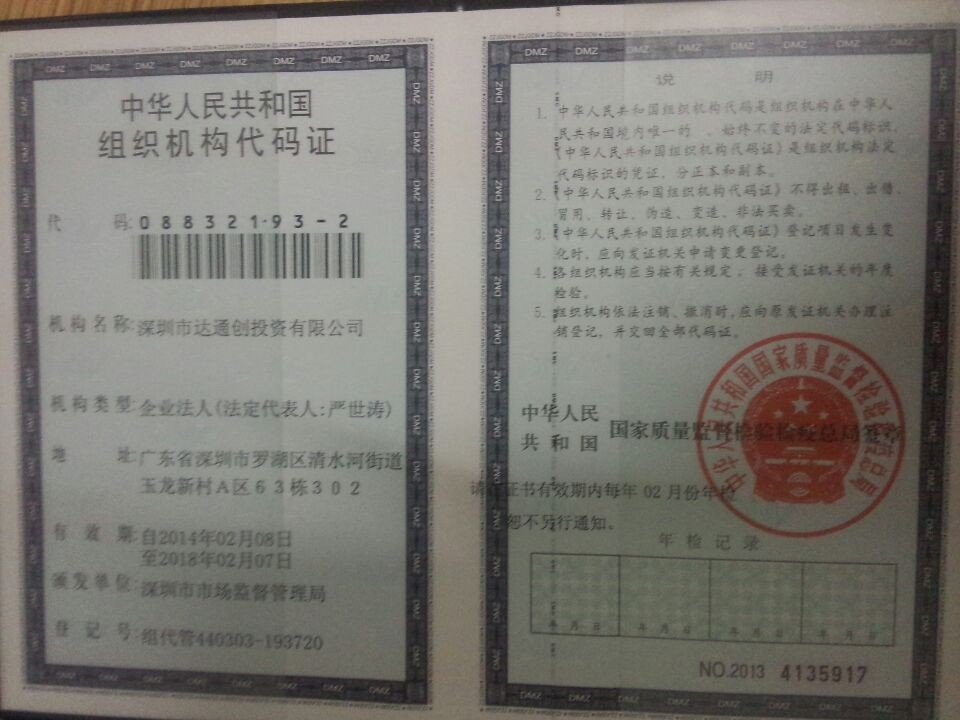 中华人民共和国
组织机构代码证
代 码: 08832193-2
机构名称: 深圳市达通创投资有限公司
机构类型: 企业法人(法定代表人:严世涛)
地 址: 广东省深圳市罗湖区清水河街道
玉龙新村A区63栋302
有 效 期: 自2014年02月08日
至2018年02月07日
颁发单位: 深圳市市场监督管理局
登 记 号: 组代管440303-193720
说 明
1. 中华人民共和国组织机构代码是组织机构在中华人
民共和国境内唯一的、始终不变的法定代码标识,
《中华人民共和国组织机构代码证》是组织机构法定
代码标识的凭证,分正本和副本。
2. 《中华人民共和国组织机构代码证》不得出租、出借、
冒用、转让、伪造、变造、非法买卖。
3. 《中华人民共和国组织机构代码证》登记项目发生变
化时,应向发证机关申请变更登记。
4. 各组织机构应当按有关规定,接受发证机关的年度
检验。
5. 组织机构依法注销、撤消时,应向原发证机关办理注
销登记,并交回全部代码证。
中华人民
共和国 国家质量监督检验检疫总局签章
中华人民共和国国家质量监督检验检疫总局
请在证书有效期内每年02月份年检
恕不另行通知。
年检记录
年 月 日 年 月 日 年 月 日 年 月 日
NO.2013 4135917